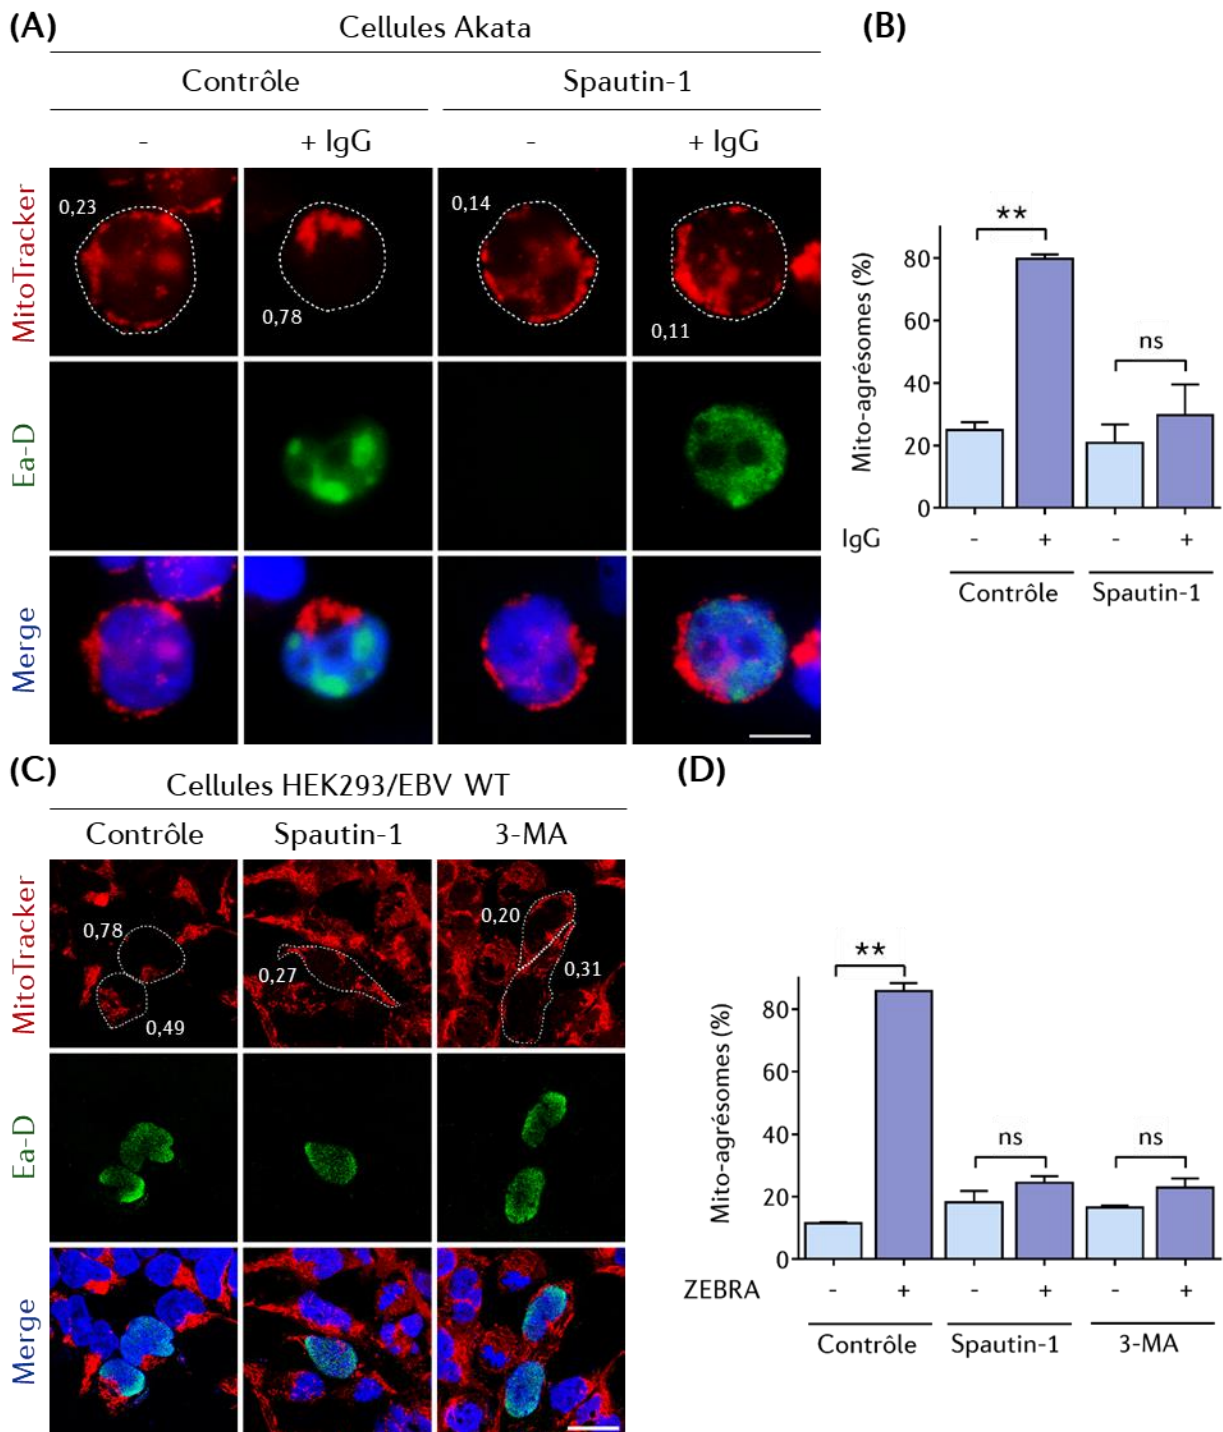 (A)
Cellules Akata
Contrôle Spautin-1
- + IgG - + IgG
MitoTracker
0,23
0,78
0,14
0,11
Ea-D
Merge
(B)
Mito-agrésomes (%)
80
60
40
20
0
**
ns
IgG - + - +
Contrôle Spautin-1
(C)
Cellules HEK293/EBV WT
Contrôle Spautin-1 3-MA
MitoTracker
0,78
0,49
0,27
0,20
0,31
Ea-D
Merge
(D)
Mito-agrésomes (%)
80
60
40
20
0
**
ns
ns
ZEBRA - + - + - +
Contrôle Spautin-1 3-MA